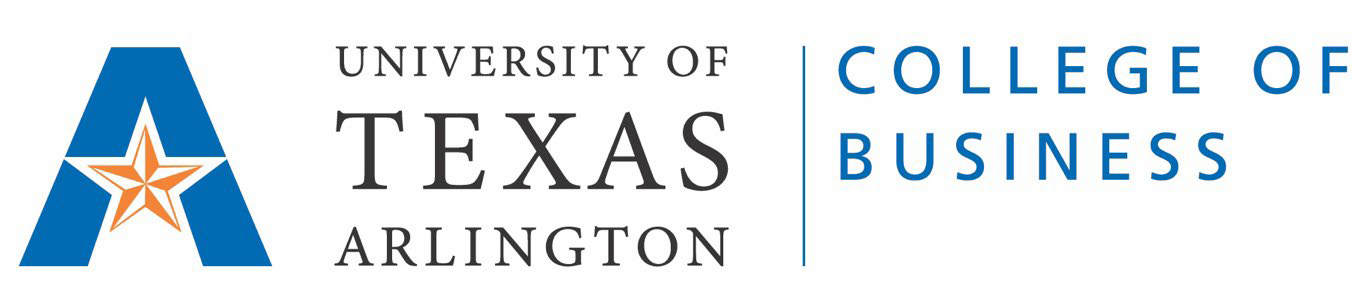 UNIVERSITY OF
TEXAS
ARLINGTON
COLLEGE OF
BUSINESS